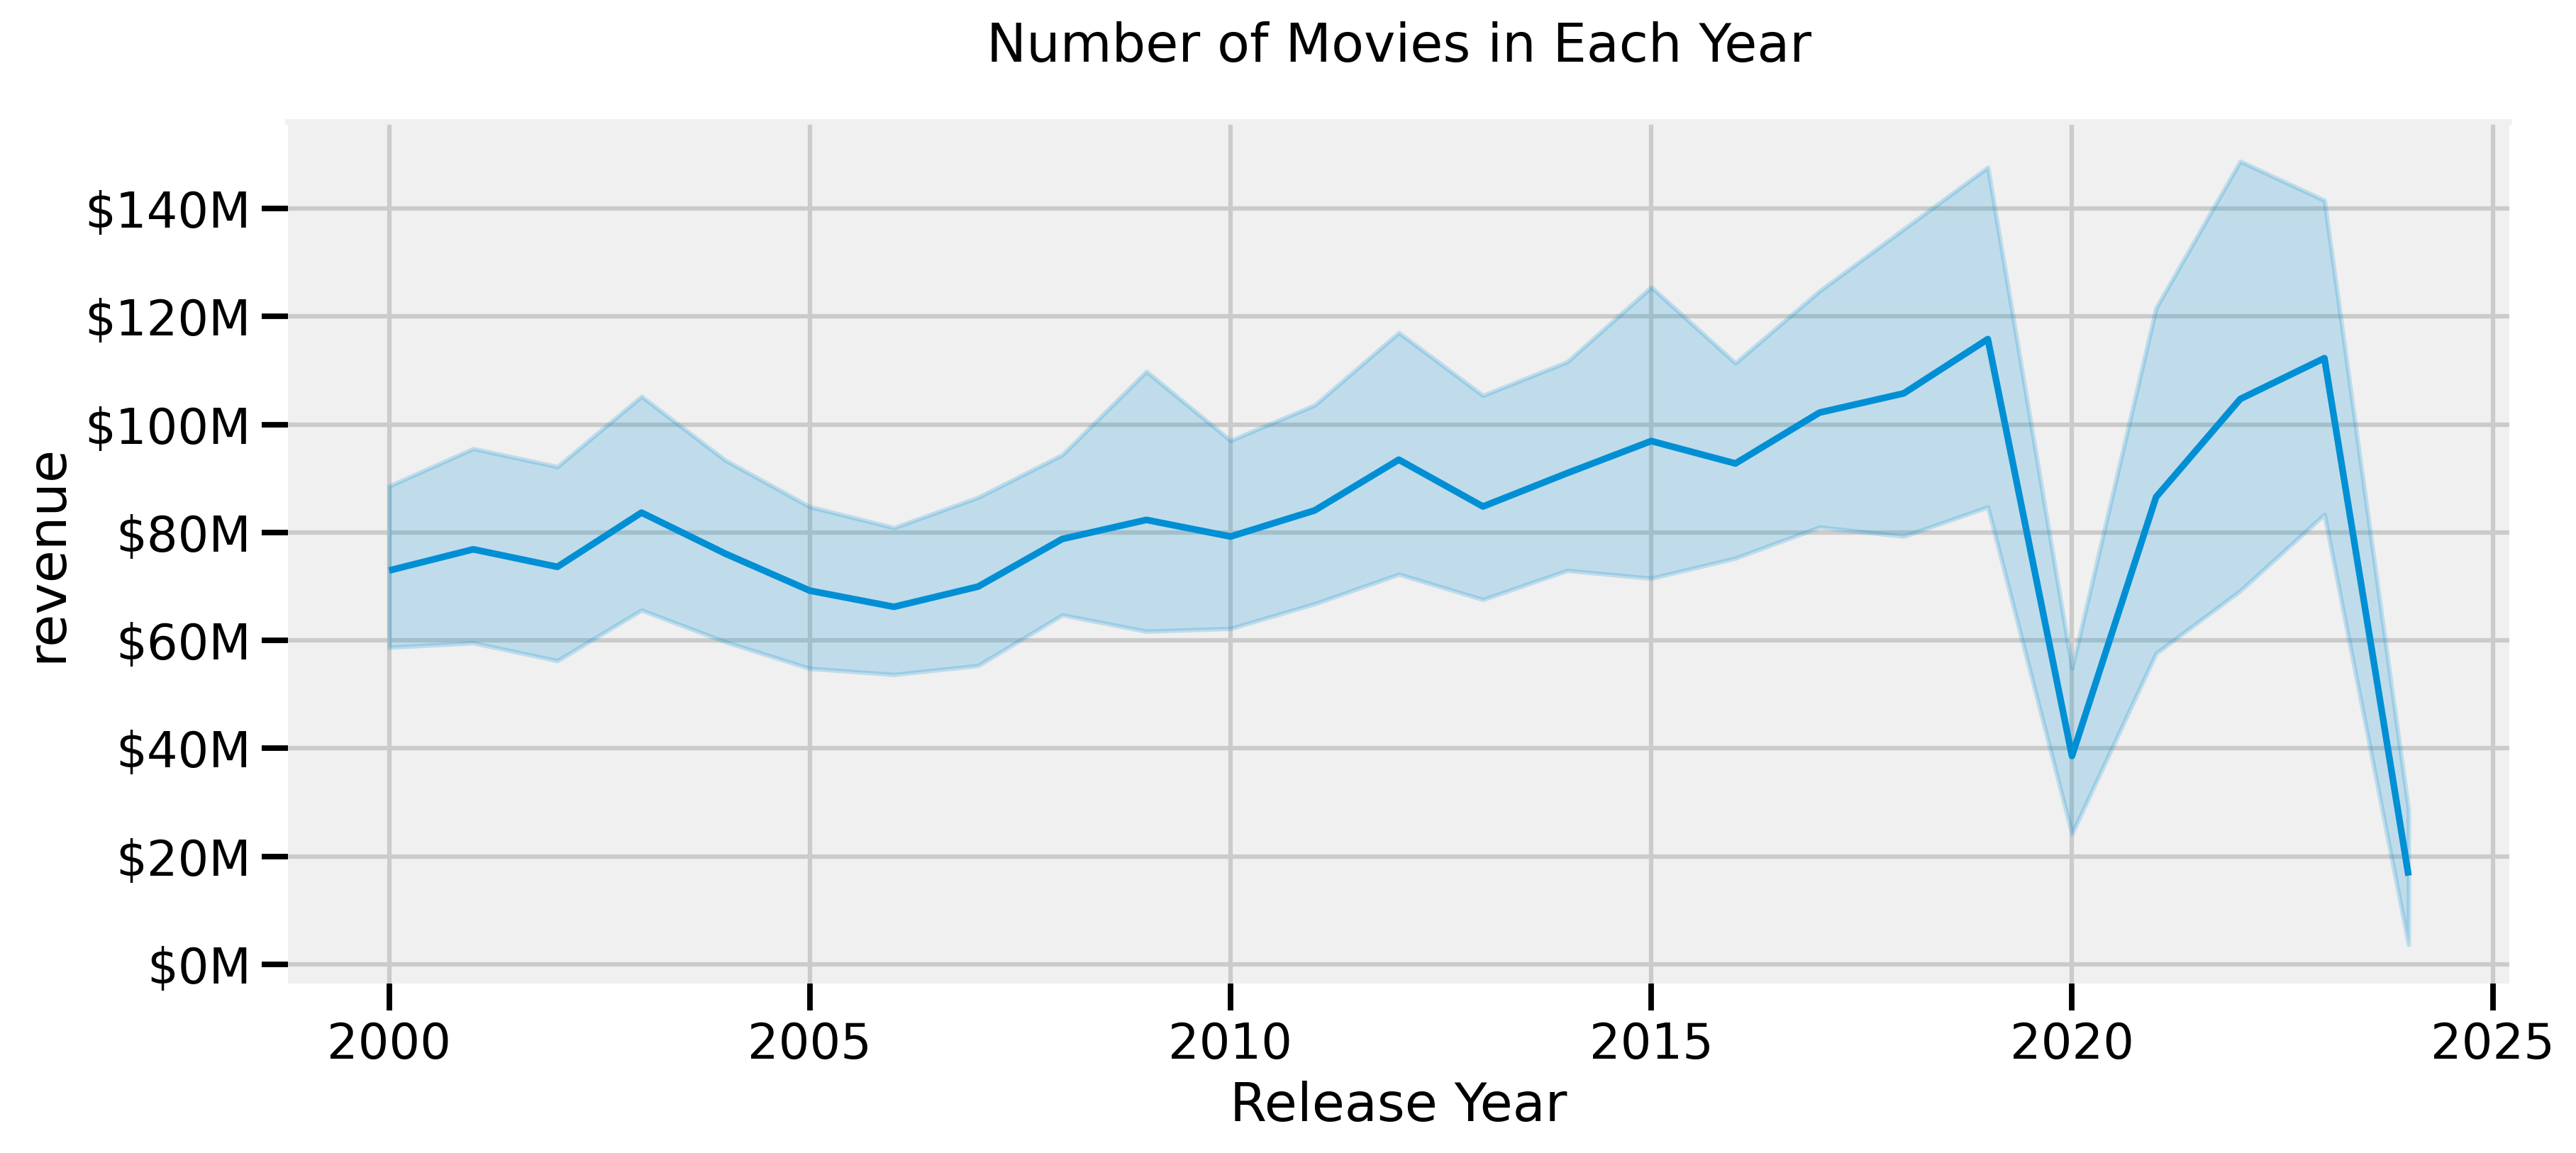 Number of Movies in Each Year
$140M
$120M
$100M
$80M
$60M
$40M
$20M
$0M
revenue
2000 2005 2010 2015 2020 2025
Release Year